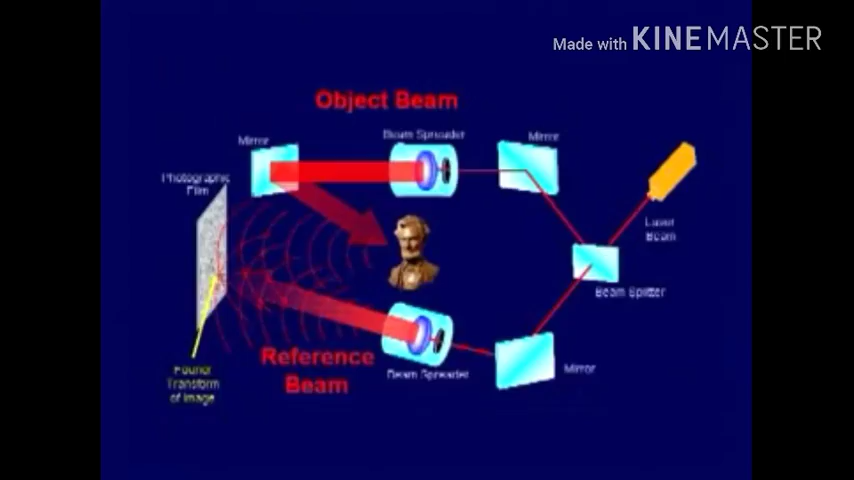 Made with KINEMASTER
Object Beam
Beam Spreader
Mirror
Mirror
Photographic
Film
Laser
Beam
Beam Splitter
Reference
Beam
Mirror
Beam Spreader
Fourier
Transform
of Image